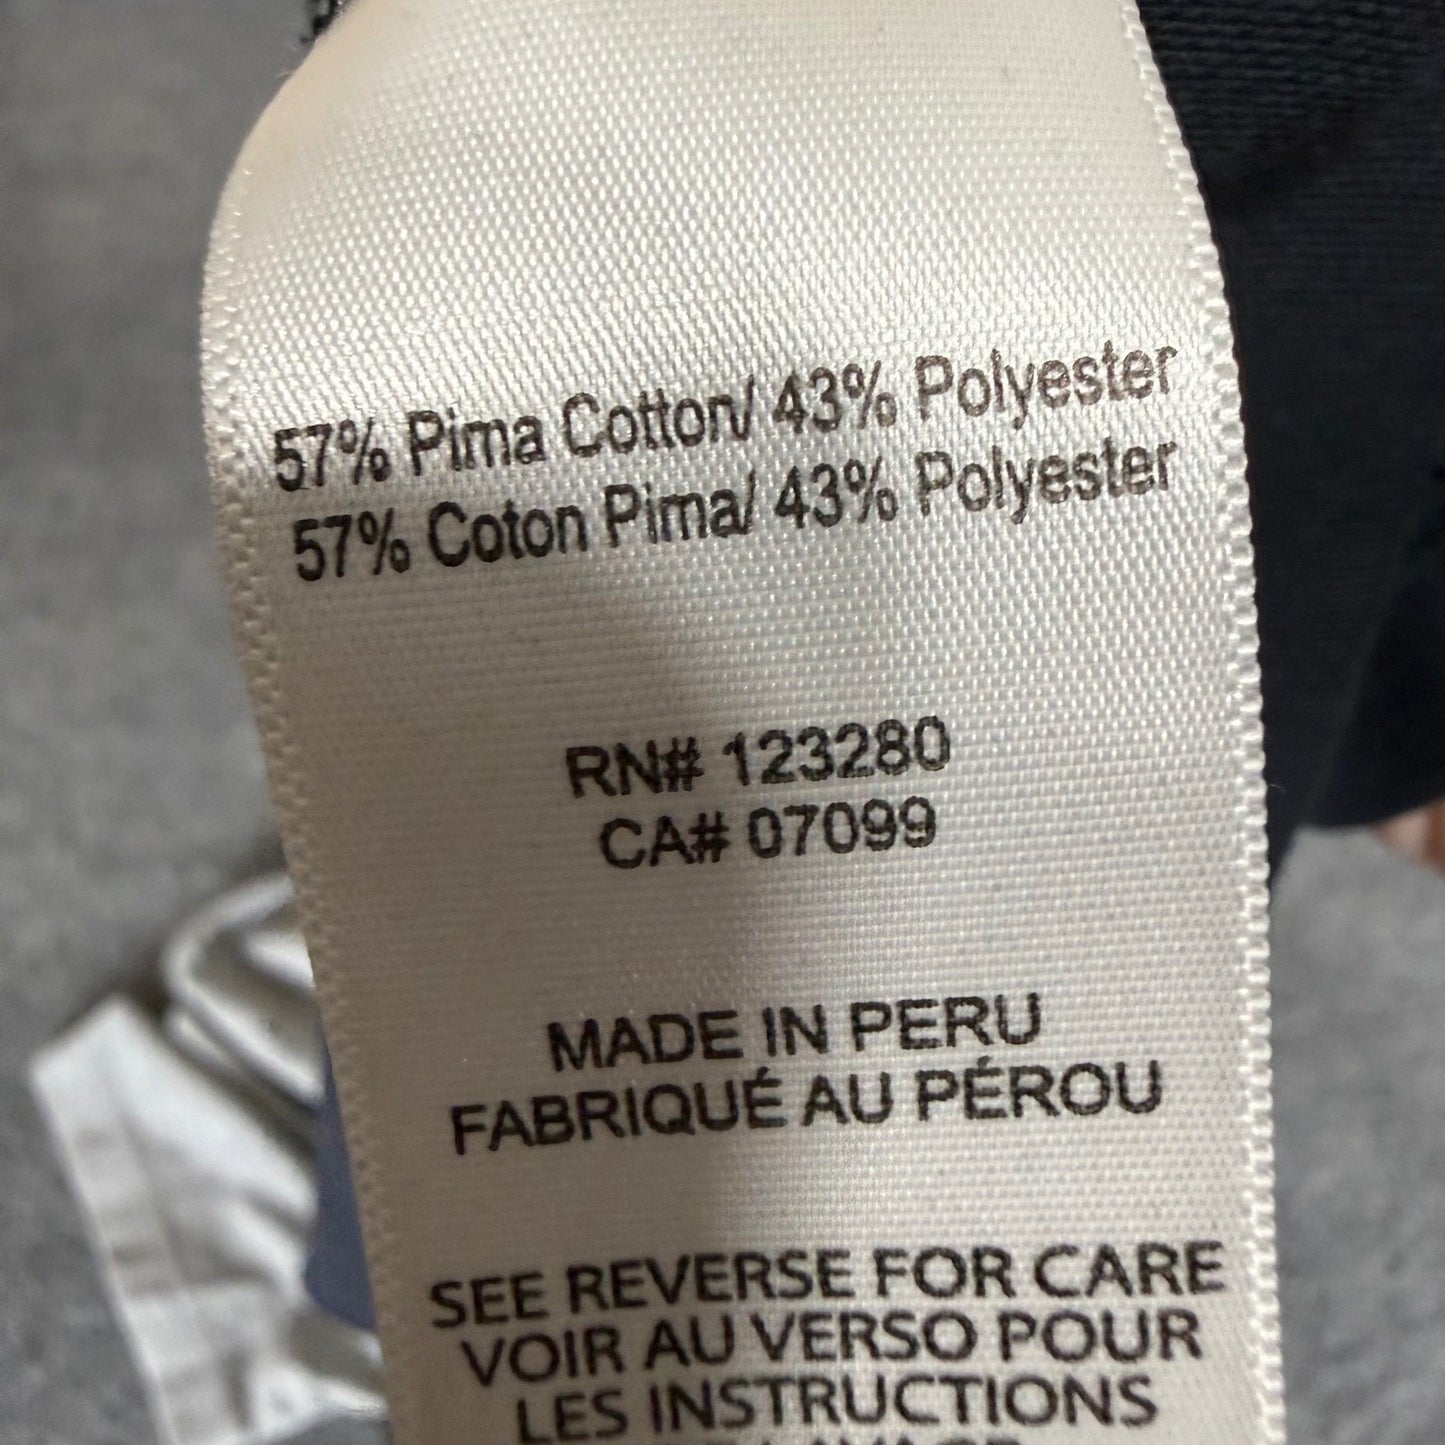 57% Pima Cotton/ 43% Polyester
57% Coton Pima/ 43% Polyester
RN# 123280
CA# 07099
MADE IN PERU
FABRIQUÉ AU PÉROU
SEE REVERSE FOR CARE
VOIR AU VERSO POUR
LES INSTRUCTIONS